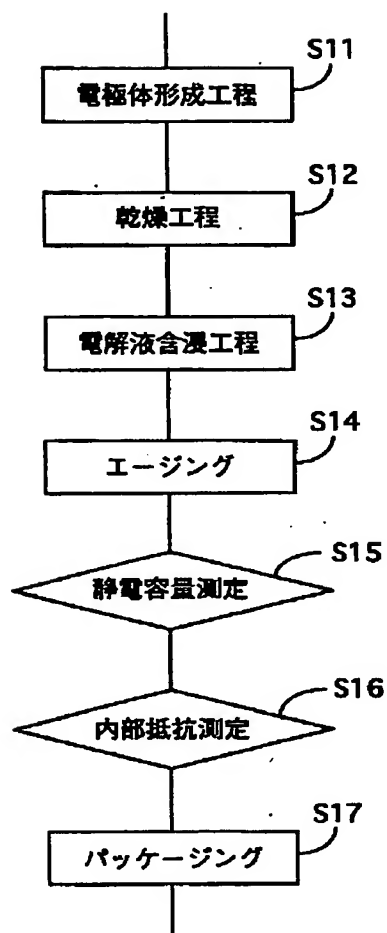 S11
電極体形成工程
S12
乾燥工程
S13
電解液含浸工程
S14
エージング
S15
静電容量測定
S16
内部抵抗測定
S17
パッケージング